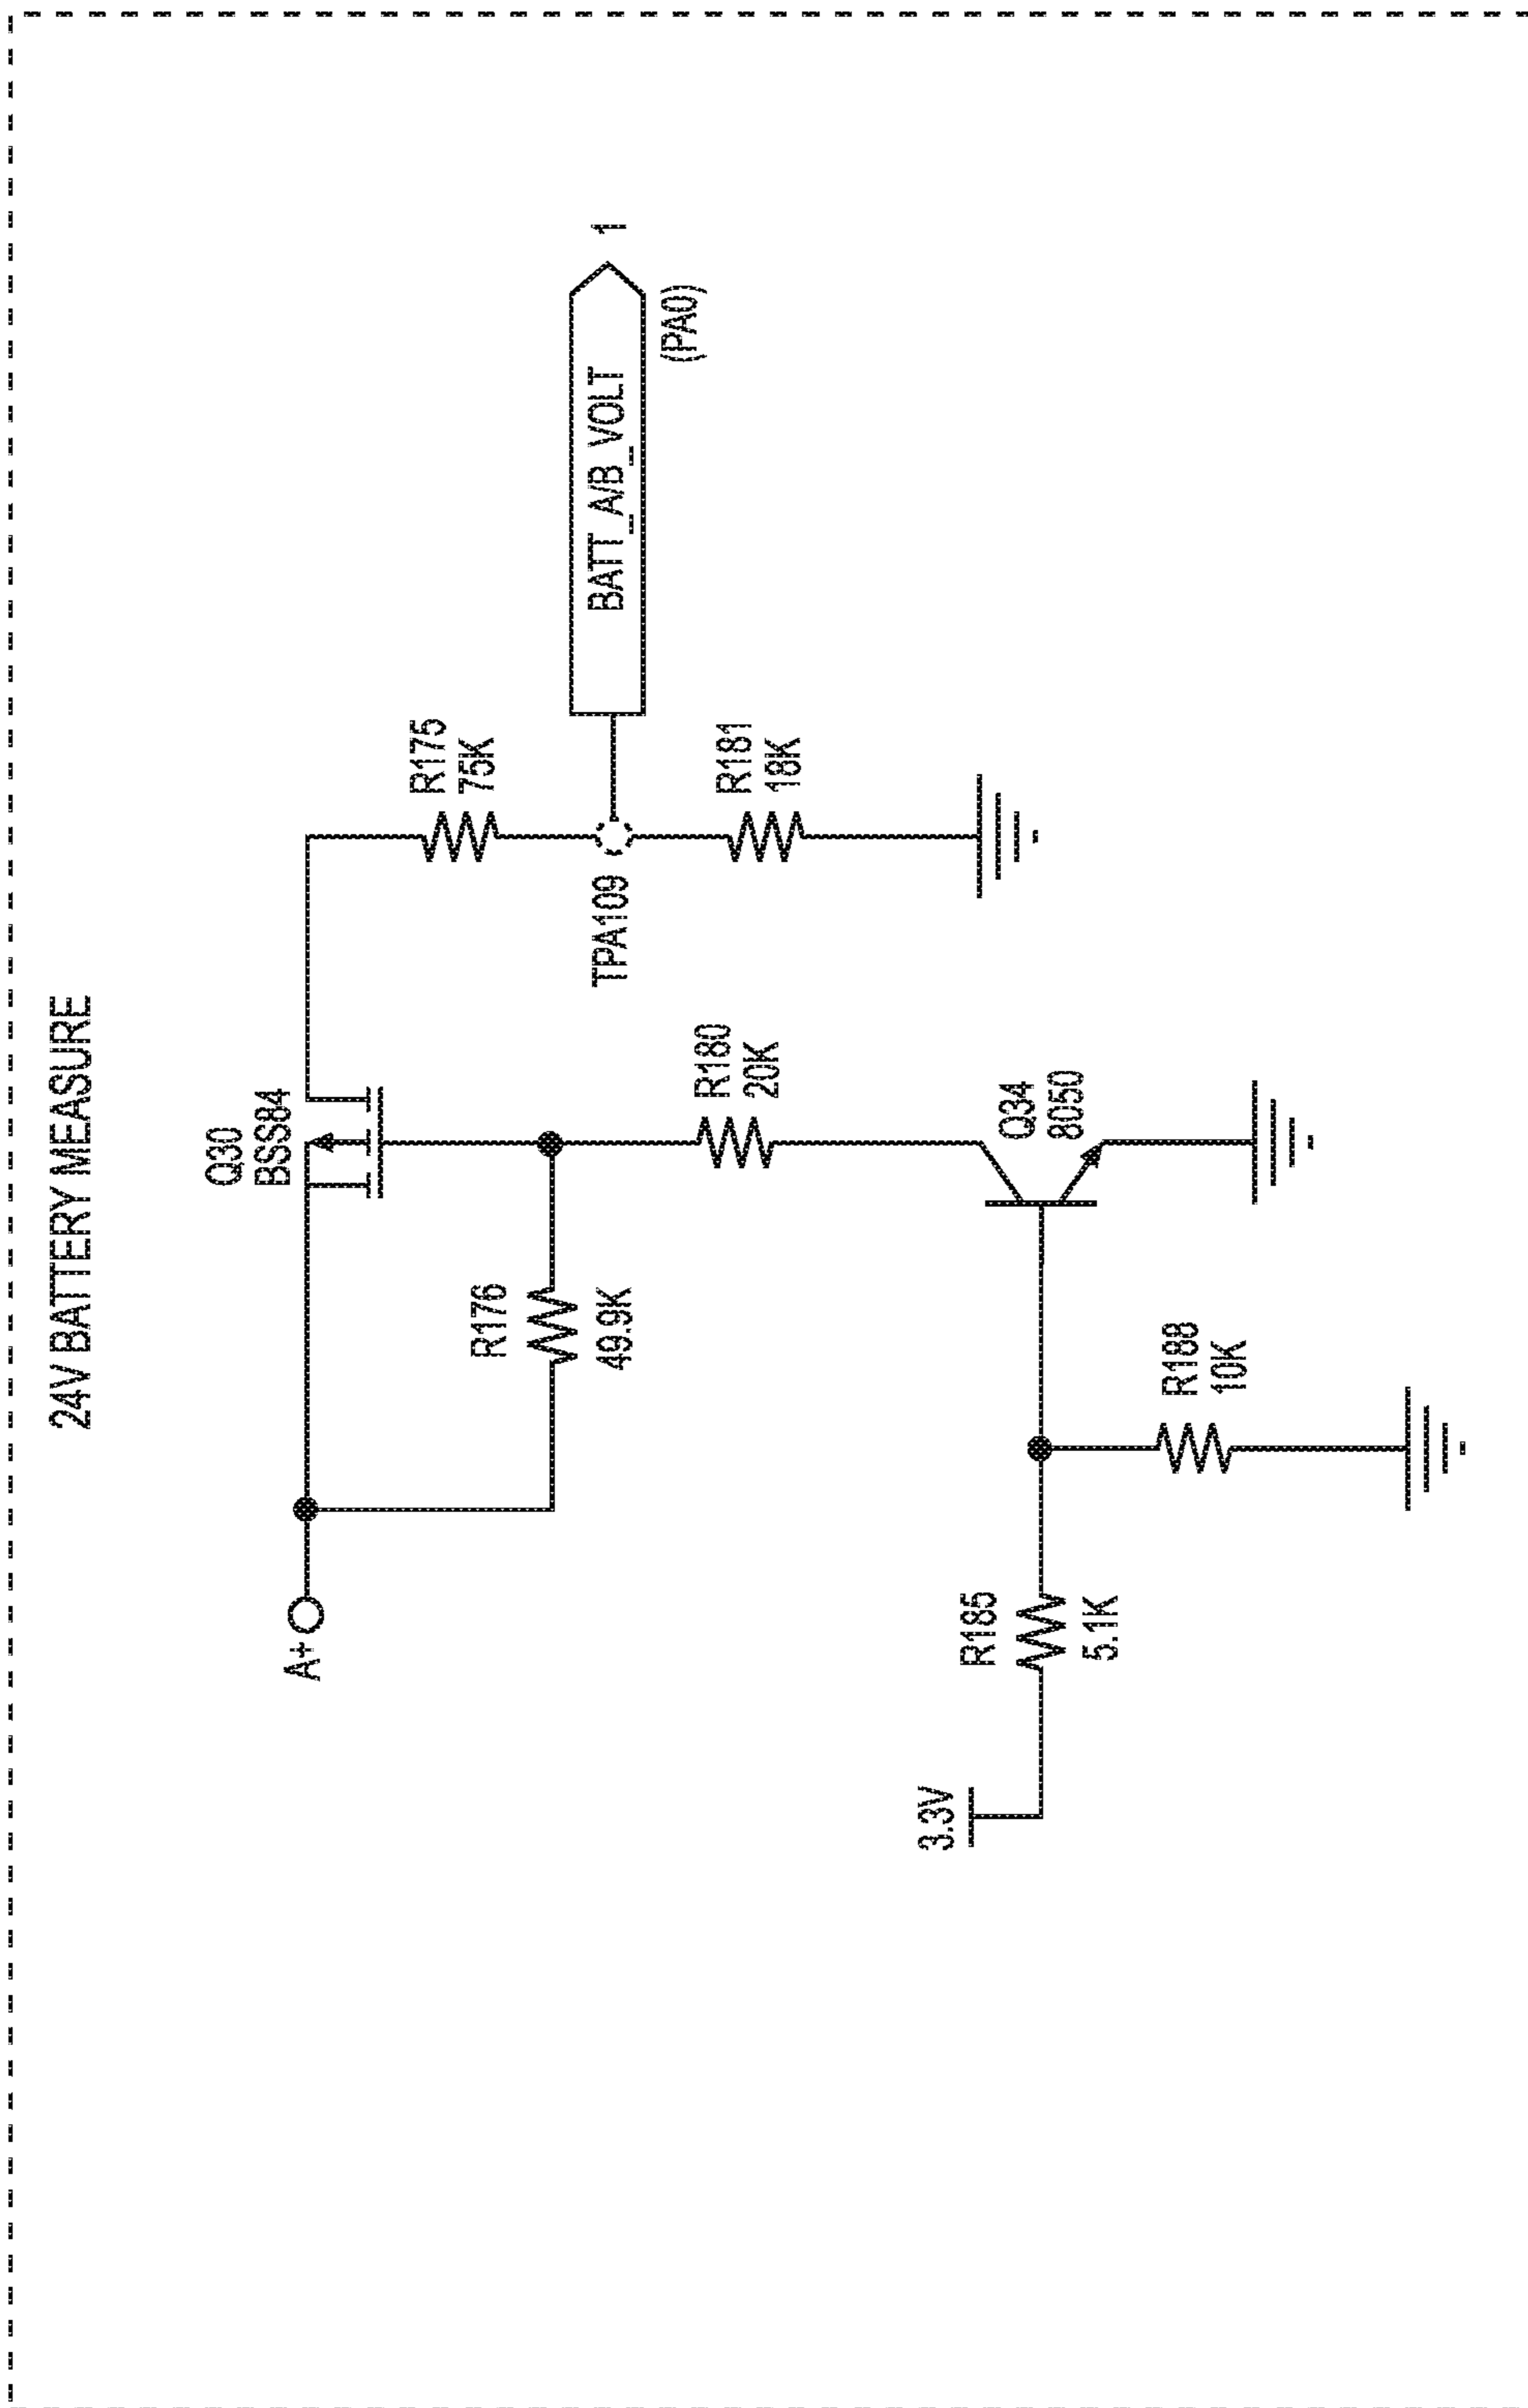 24V BATTERY MEASURE
Q30
BSS84
A+
R176
49.9K
R175
75K
TPA109
BATT_A/B_VOLT
1
(PA0)
R180
20K
R181
18K
3.3V
R185
5.1K
Q34
8050
R188
10K